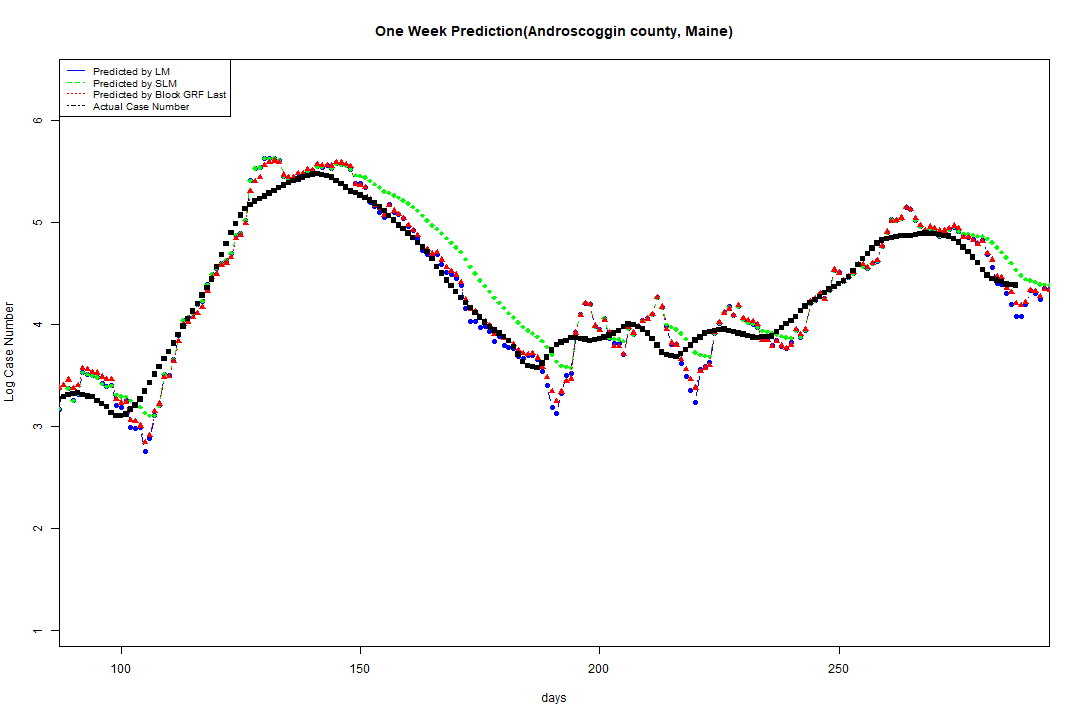 One Week Prediction(Androscoggin county, Maine)
Predicted by LM
Predicted by SLM
Predicted by Block GRF Last
Actual Case Number
6
5
4
3
2
1
Log Case Number
100 150 200 250
days